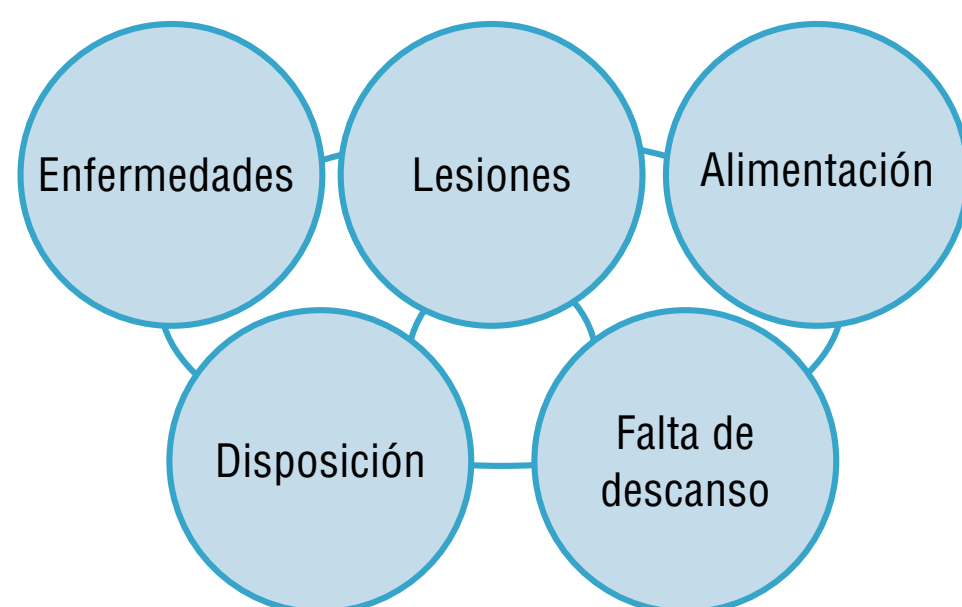 Enfermedades
Lesiones
Alimentación
Disposición
Falta de
descanso